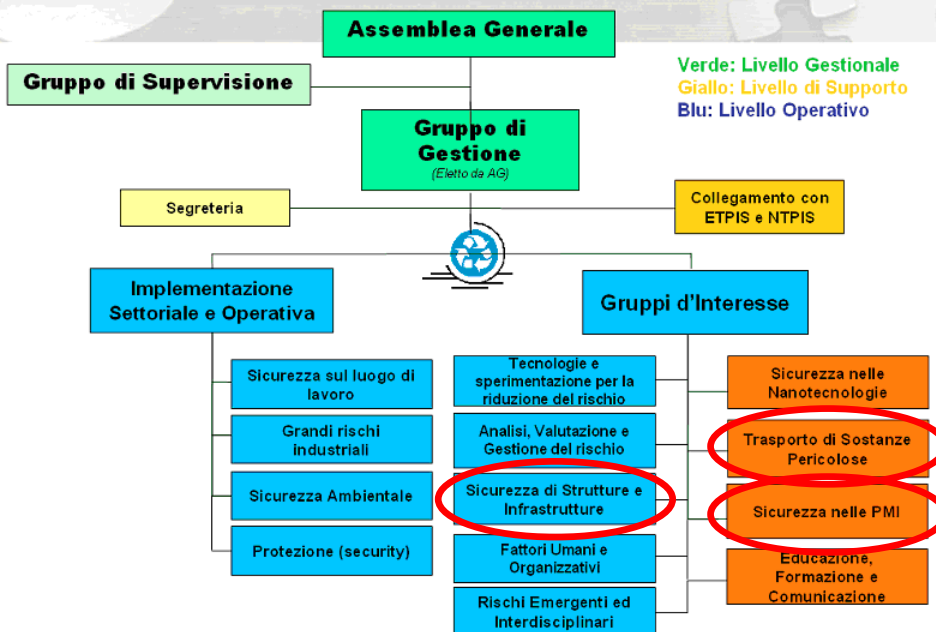 Assemblea Generale
Gruppo di Supervisione
Verde: Livello Gestionale
Giallo: Livello di Supporto
Blu: Livello Operativo
Gruppo di
Gestione
(Eletto da AG)
Segreteria
Collegamento con
ETPIS e NTPIS
Implementazione
Settoriale e Operativa
Gruppi d'Interesse
Sicurezza sul luogo di
lavoro
Grandi rischi
industriali
Sicurezza Ambientale
Protezione (security)
Tecnologie e
sperimentazione per la
riduzione del rischio
Analisi, Valutazione e
Gestione del rischio
Sicurezza di Strutture e
Infrastrutture
Fattori Umani e
Organizzativi
Rischi Emergenti ed
Interdisciplinari
Sicurezza nelle
Nanotecnologie
Trasporto di Sostanze
Pericolose
Sicurezza nelle PMI
Educazione,
Formazione e
Comunicazione